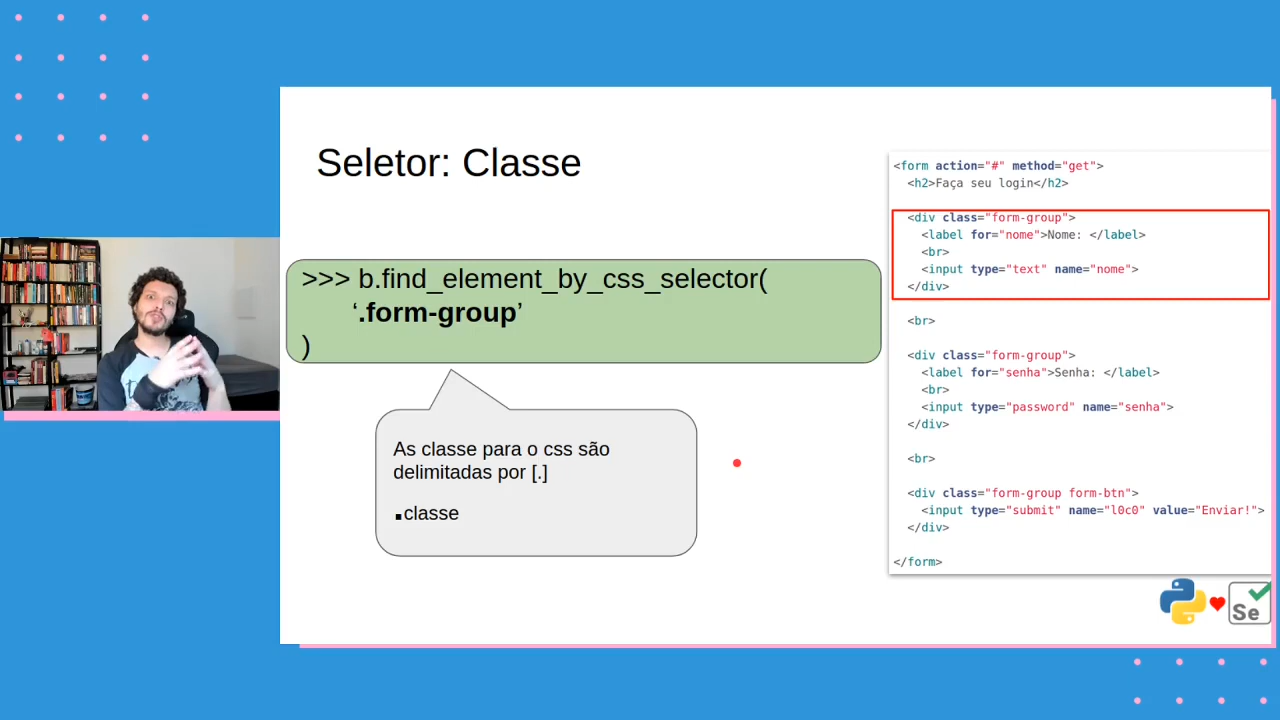 Seletor: Classe
>>> b.find_element_by_css_selector(
‘.form-group’
)
As classe para o css são
delimitadas por [.]
.classe
<form action="#" method="get">
<h2>Faça seu login</h2>
<div class="form-group">
<label for="nome">Nome: </label>
<br>
<input type="text" name="nome">
</div>
<br>
<div class="form-group">
<label for="senha">Senha: </label>
<br>
<input type="password" name="senha">
</div>
<br>
<div class="form-group form-btn">
<input type="submit" name="l0c0" value="Enviar!">
</div>
</form>
Se